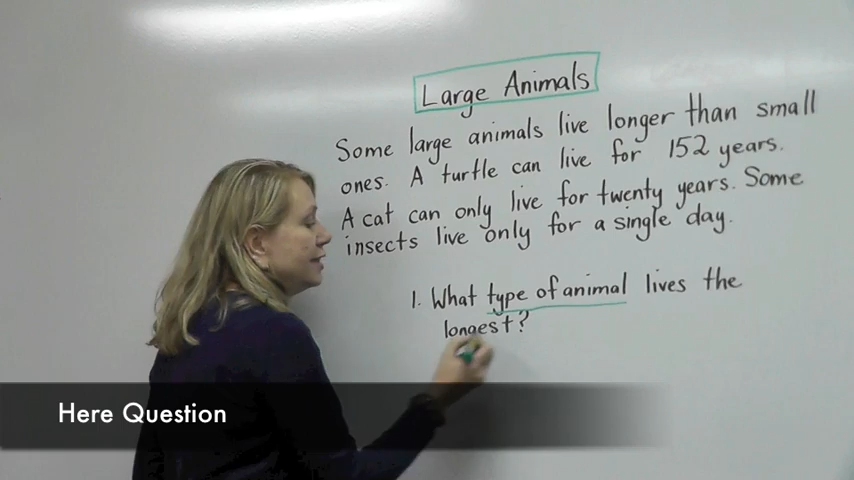 Large Animals
Some large animals live longer than small
ones. A turtle can live for 152 years.
A cat can only live for twenty years. Some
insects live only for a single day.
1. What type of animal lives the
longest?
Here Question